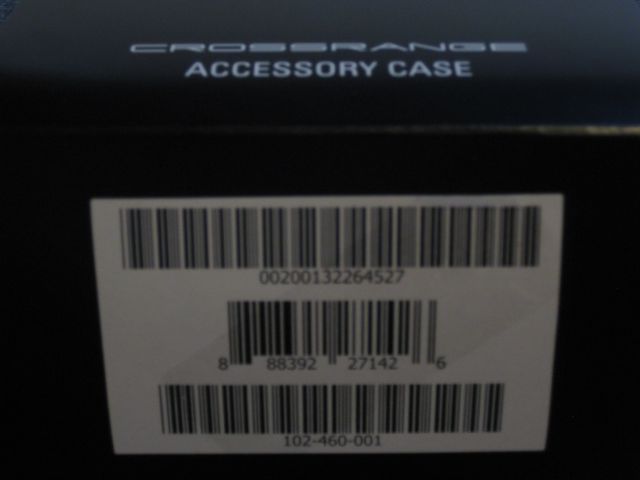 CROSSRANGE
ACCESSORY CASE
00200132264527
8 88392 27142 6
102-460-001